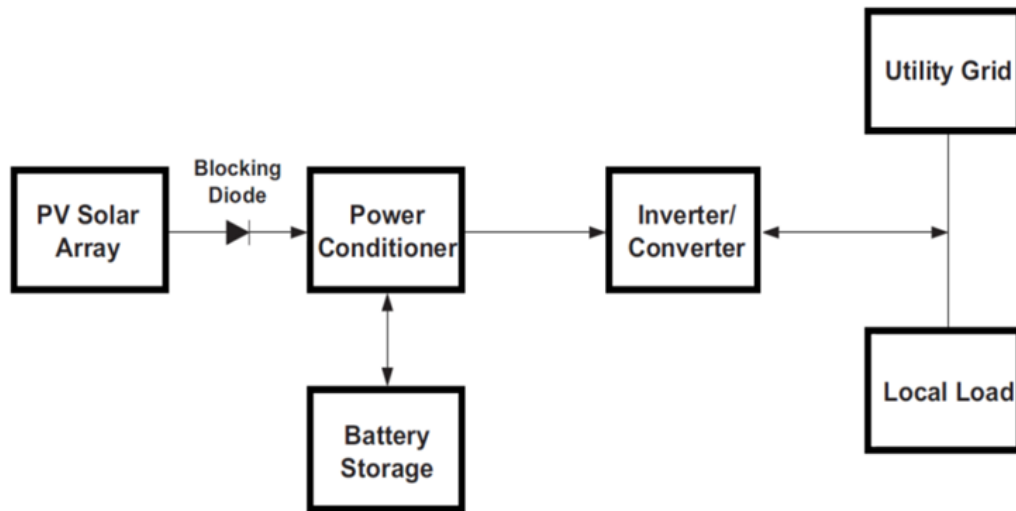 Utility Grid
Blocking
Diode
PV Solar
Array
Power
Conditioner
Inverter/
Converter
Battery
Storage
Local Load